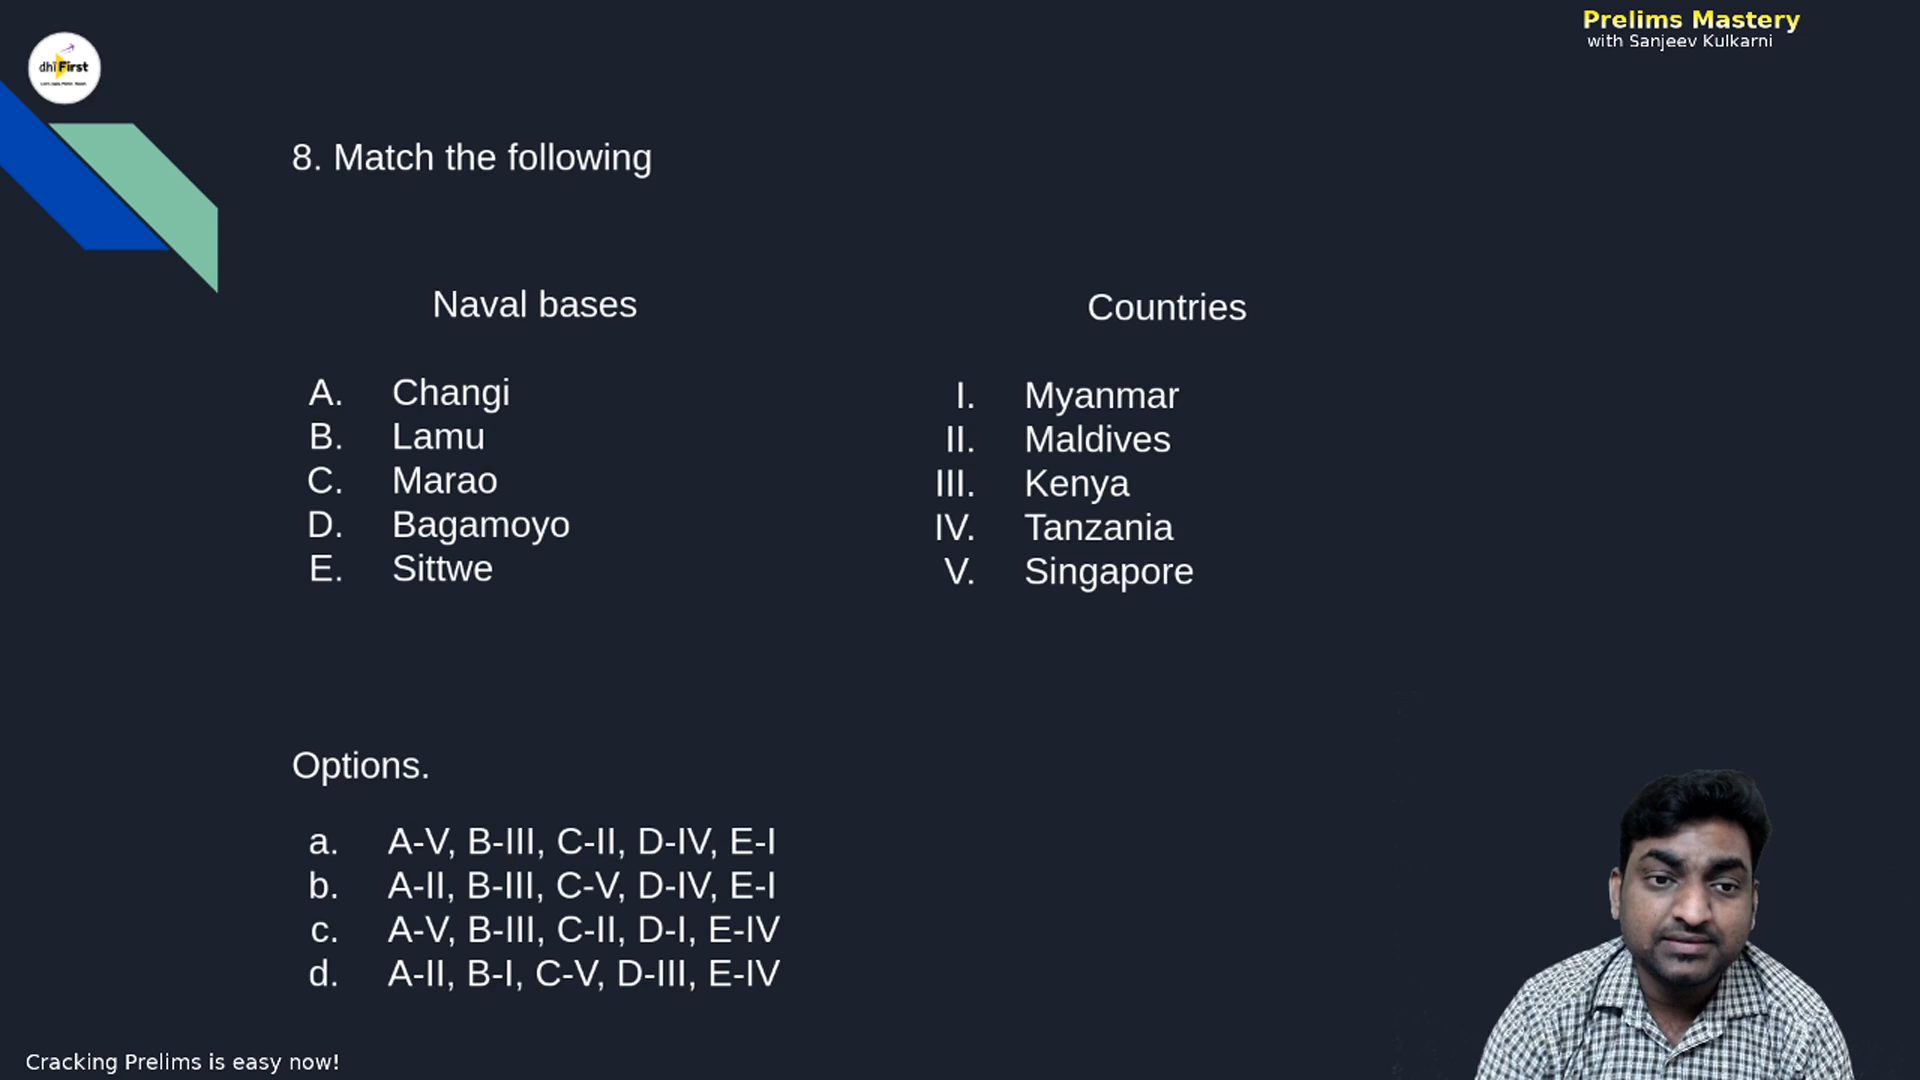 Prelims Mastery
with Sanjeev Kulkarni
dhiFirst
8. Match the following
Naval bases
Countries
A. Changi
B. Lamu
C. Marao
D. Bagamoyo
E. Sittwe
I. Myanmar
II. Maldives
III. Kenya
IV. Tanzania
V. Singapore
Options.
a. A-V, B-III, C-II, D-IV, E-I
b. A-II, B-III, C-V, D-IV, E-I
c. A-V, B-III, C-II, D-I, E-IV
d. A-II, B-I, C-V, D-III, E-IV
Cracking Prelims is easy now!